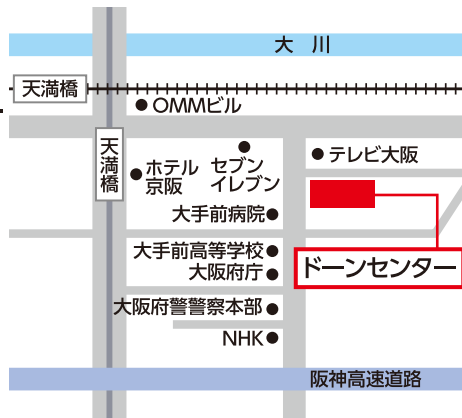 大川
天満橋
OMMビル
天満橋
ホテル
京阪
セブン
イレブン
テレビ大阪
大手前病院
大手前高等学校
大阪府庁
ドーンセンター
大阪府警警察本部
NHK
阪神高速道路